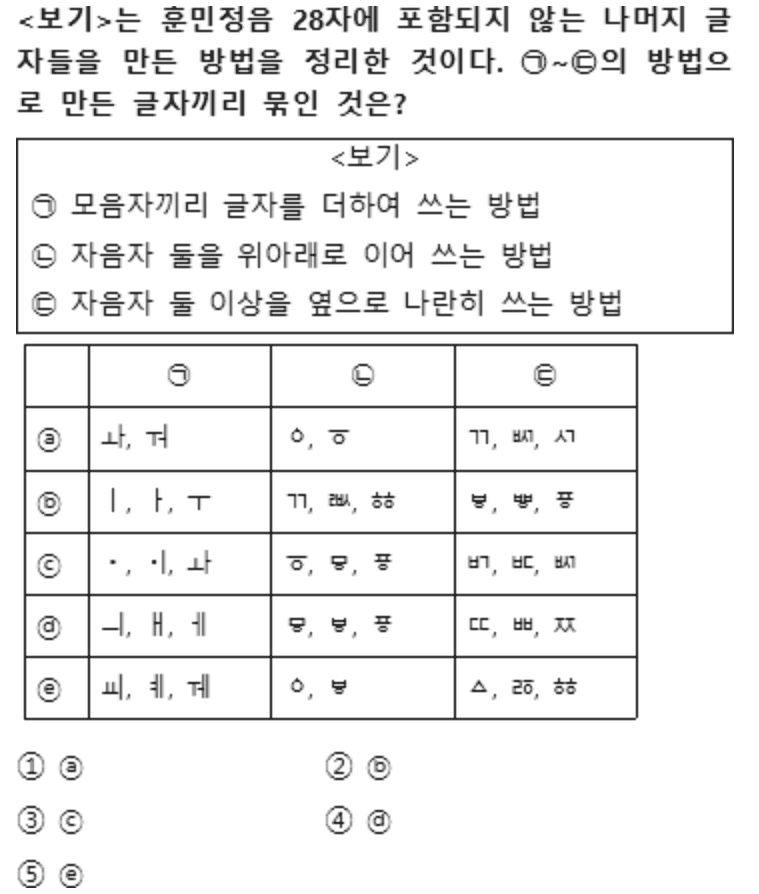 <보기>는 훈민정음 28자에 포함되지 않는 나머지 글
자들을 만든 방법을 정리한 것이다. ㉠~㉢의 방법으
로 만든 글자끼리 묶인 것은?
<보기>
㉠ 모음자끼리 글자를 더하여 쓰는 방법
㉡ 자음자 둘을 위아래로 이어 쓰는 방법
㉢ 자음자 둘 이상을 옆으로 나란히 쓰는 방법
㉠ ㉡ ㉢
ⓐ ㅘ, ㅝ ㆁ, ㆆ ㄲ, ㅴ, ㅺ
ⓑ ㅣ, ㅏ, ㅜ ㄲ, ㆅ ㅸ, ㅹ, ㆄ
ⓒ ㆍ, ㆎ, ㅘ ㆆ, ㅱ, ㆄ ㅲ, ㅳ, ㅴ
ⓓ ㅢ, ㅐ, ㅔ ㅱ, ㅸ, ㆄ ㄸ, ㅃ, ㅉ
ⓔ ㆌ, ㅖ, ㅞ ㆁ, ㅸ ㅿ, ㅀ, ㆅ
① ⓐ ② ⓑ
③ ⓒ ④ ⓓ
⑤ ⓔ